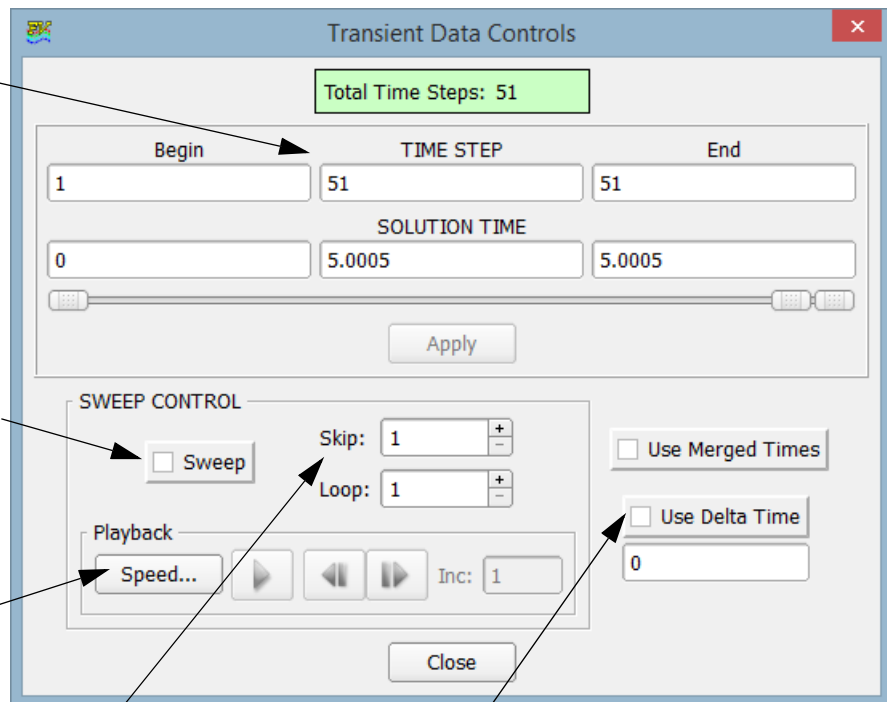 Transient Data Controls
Total Time Steps: 51
Begin TIME STEP End
1 51 51
SOLUTION TIME
0 5.0005 5.0005
Apply
SWEEP CONTROL
Sweep
Skip: 1
Loop: 1
Use Merged Times
Use Delta Time
0
Playback
Speed... Inc: 1
Close